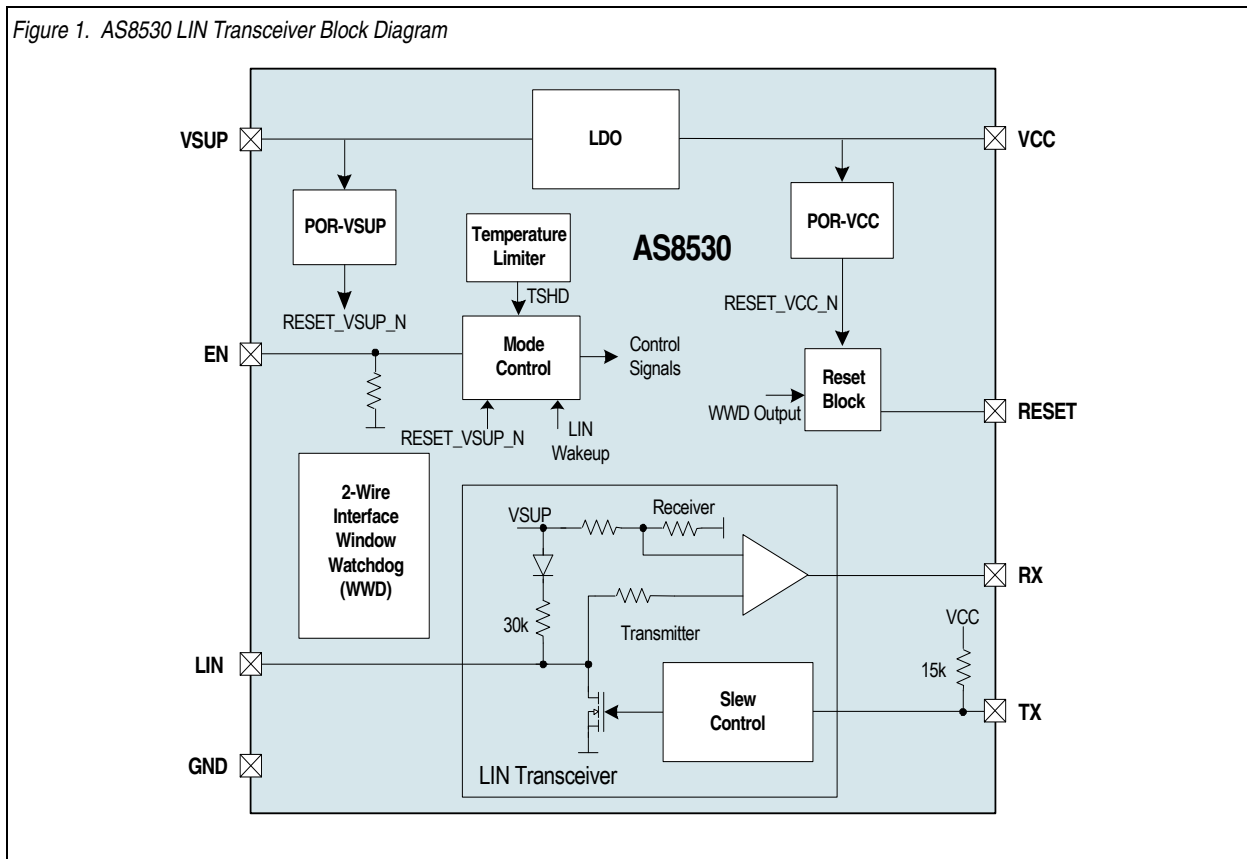 Figure 1. AS8530 LIN Transceiver Block Diagram
VSUP
LDO
VCC
POR-VSUP
Temperature
Limiter
AS8530
POR-VCC
TSHD
RESET_VSUP_N
RESET_VCC_N
EN
Mode
Control
Control
Signals
Reset
Block
WWD Output
RESET
RESET_VSUP_N
LIN
Wakeup
2-Wire
Interface
Window
Watchdog
(WWD)
VSUP
Receiver
RX
30k
Transmitter
VCC
15k
LIN
Slew
Control
TX
GND
LIN Transceiver